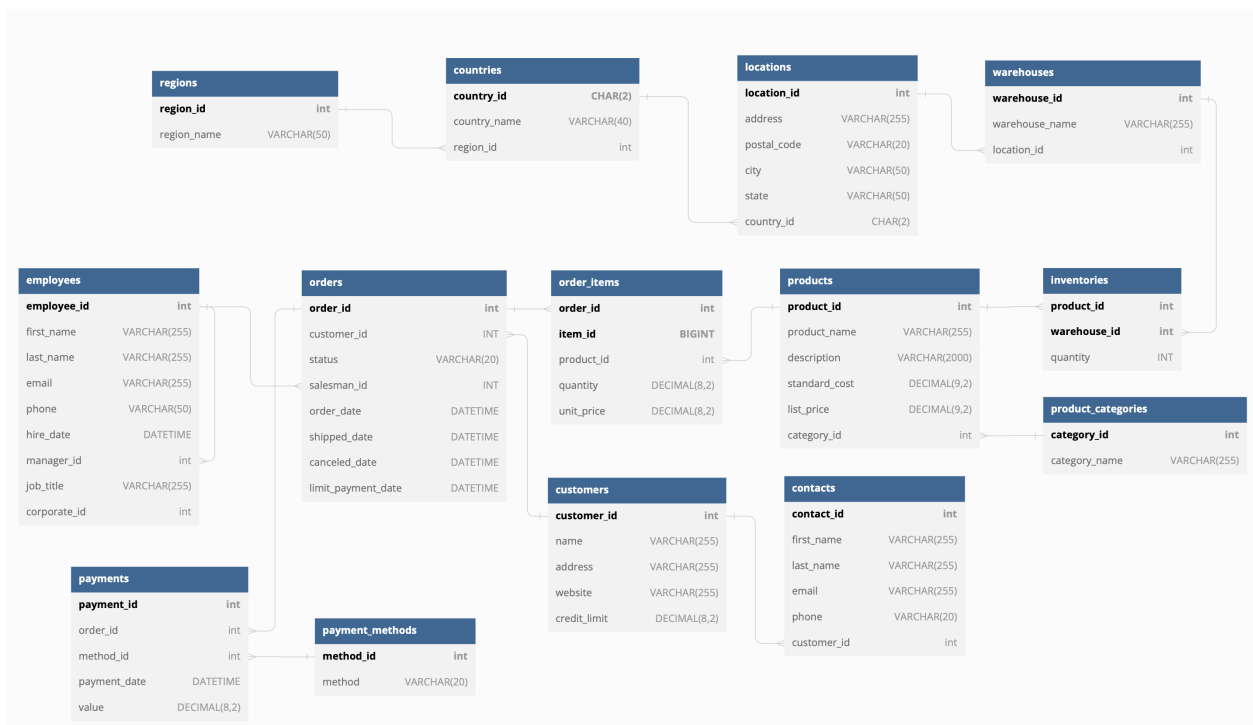 regions
region_id int
region_name VARCHAR(50)
countries
country_id CHAR(2)
country_name VARCHAR(40)
region_id int
locations
location_id int
address VARCHAR(255)
postal_code VARCHAR(20)
city VARCHAR(50)
state VARCHAR(50)
country_id CHAR(2)
warehouses
warehouse_id int
warehouse_name VARCHAR(255)
location_id int
employees
employee_id int
first_name VARCHAR(255)
last_name VARCHAR(255)
email VARCHAR(255)
phone VARCHAR(50)
hire_date DATETIME
manager_id int
job_title VARCHAR(255)
corporate_id int
orders
order_id int
customer_id INT
status VARCHAR(20)
salesman_id INT
order_date DATETIME
shipped_date DATETIME
canceled_date DATETIME
limit_payment_date DATETIME
order_items
order_id int
item_id BIGINT
product_id int
quantity DECIMAL(8,2)
unit_price DECIMAL(8,2)
products
product_id int
product_name VARCHAR(255)
description VARCHAR(2000)
standard_cost DECIMAL(9,2)
list_price DECIMAL(9,2)
category_id int
inventories
product_id int
warehouse_id int
quantity INT
product_categories
category_id int
category_name VARCHAR(255)
customers
customer_id int
name VARCHAR(255)
address VARCHAR(255)
website VARCHAR(255)
credit_limit DECIMAL(8,2)
contacts
contact_id int
first_name VARCHAR(255)
last_name VARCHAR(255)
email VARCHAR(255)
phone VARCHAR(20)
customer_id int
payments
payment_id int
order_id int
method_id int
payment_date DATETIME
value DECIMAL(8,2)
payment_methods
method_id int
method VARCHAR(20)